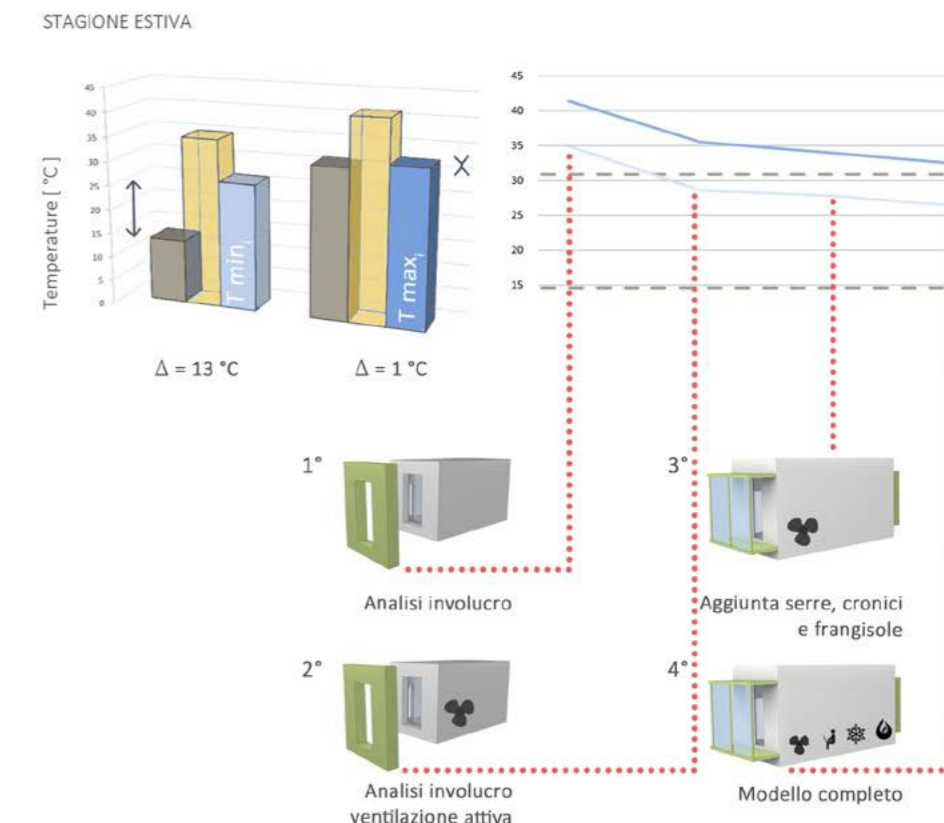 STAGIONE ESTIVA
Temperature [ °C]
45
40
35
30
25
20
15
10
5
0
T min i
T max i
Δ = 13 °C
Δ = 1 °C
45
40
35
30
25
20
15
1°
Analisi involucro
2°
Analisi involucro
ventilazione attiva
3°
Aggiunta serre, cronici
e frangisole
4°
Modello completo